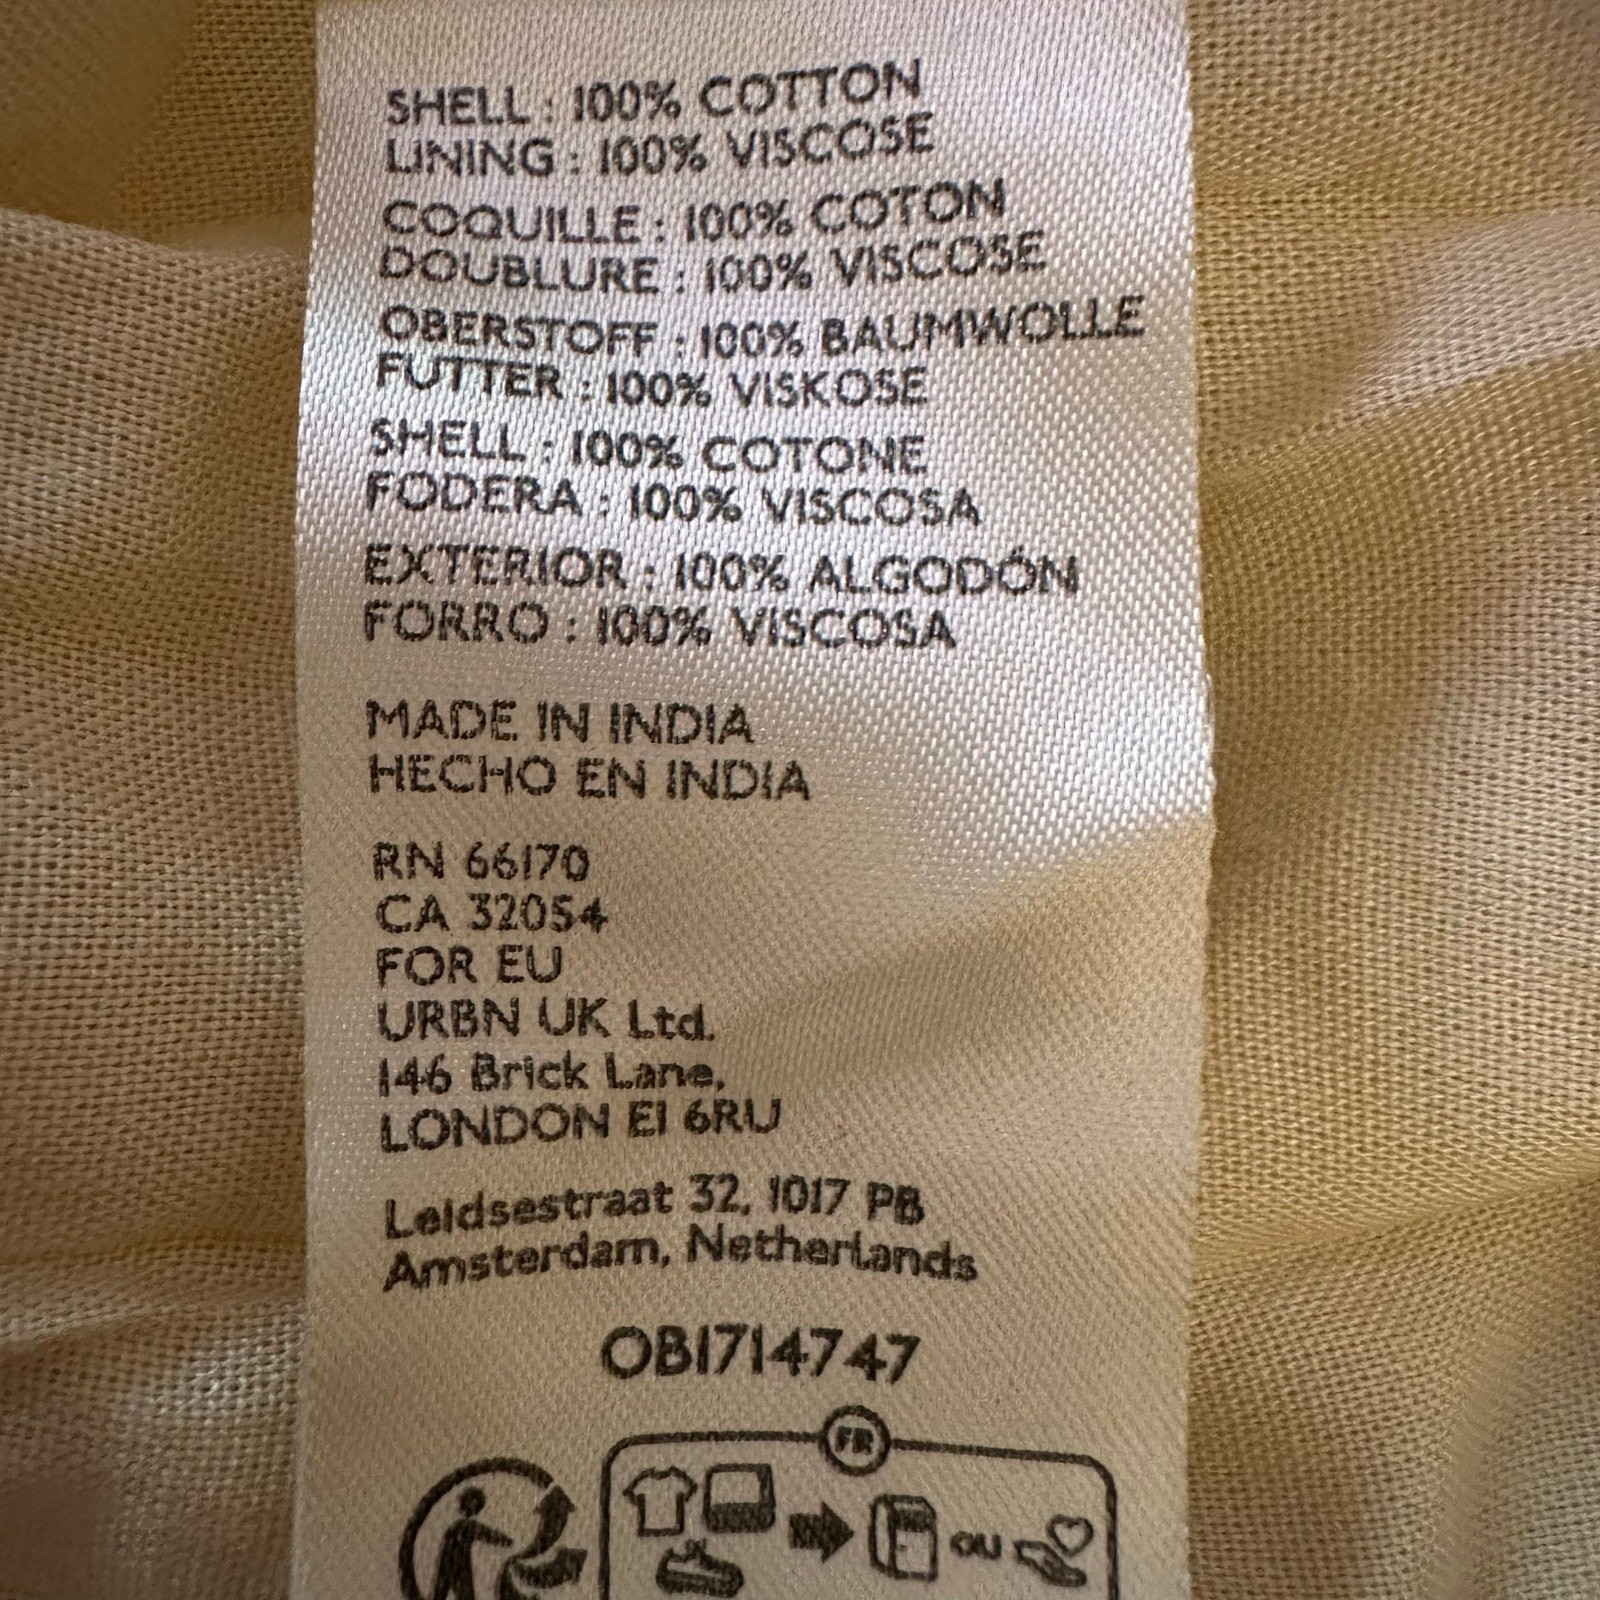 SHELL : 100% COTTON
LINING : 100% VISCOSE
COQUILLE : 100% COTON
DOUBLURE : 100% VISCOSE
OBERSTOFF : 100% BAUMWOLLE
FUTTER : 100% VISKOSE
SHELL : 100% COTONE
FODERA : 100% VISCOSA
EXTERIOR : 100% ALGODÓN
FORRO : 100% VISCOSA
MADE IN INDIA
HECHO EN INDIA
RN 66170
CA 32054
FOR EU
URBN UK Ltd.
146 Brick Lane,
LONDON E1 6RU
Leidsestraat 32, 1017 PB
Amsterdam, Netherlands
OB1714747
FR
OU